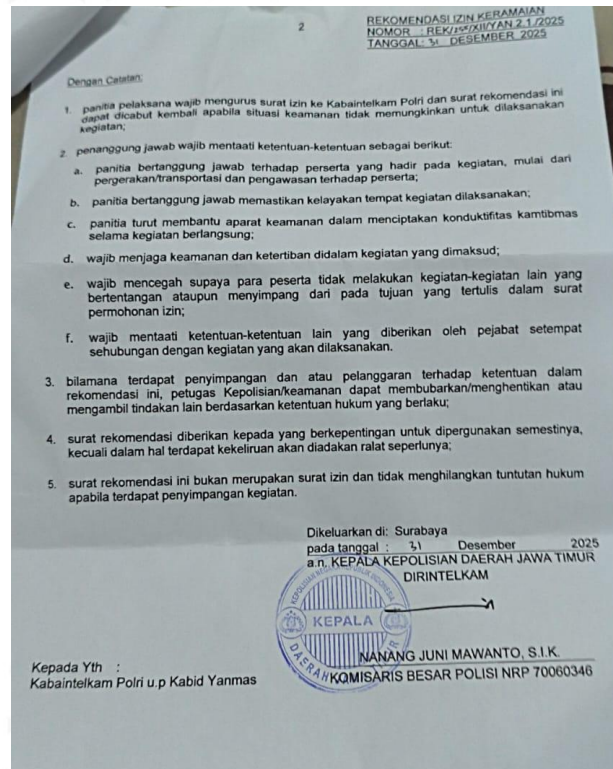 2
REKOMENDASI IZIN KERAMAIAN
NOMOR : REK/ /XII/YAN.2.1./2025
TANGGAL: 31 DESEMBER 2025
Dengan Catatan:
1. panitia pelaksana wajib mengurus surat izin ke Kabaintelkam Polri dan surat rekomendasi ini
dapat dicabut kembali apabila situasi keamanan tidak memungkinkan untuk dilaksanakan
kegiatan;
2. penanggung jawab wajib mentaati ketentuan-ketentuan sebagai berikut:
a. panitia bertanggung jawab terhadap perserta yang hadir pada kegiatan, mulai dari
pergerakan/transportasi dan pengawasan terhadap perserta;
b. panitia bertanggung jawab memastikan kelayakan tempat kegiatan dilaksanakan;
c. panitia turut membantu aparat keamanan dalam menciptakan konduktifitas kamtibmas
selama kegiatan berlangsung;
d. wajib menjaga keamanan dan ketertiban didalam kegiatan yang dimaksud;
e. wajib mencegah supaya para peserta tidak melakukan kegiatan-kegiatan lain yang
bertentangan ataupun menyimpang dari pada tujuan yang tertulis dalam surat
permohonan izin;
f. wajib mentaati ketentuan-ketentuan lain yang diberikan oleh pejabat setempat
sehubungan dengan kegiatan yang akan dilaksanakan.
3. bilamana terdapat penyimpangan dan atau pelanggaran terhadap ketentuan dalam
rekomendasi ini, petugas Kepolisian/keamanan dapat membubarkan/menghentikan atau
mengambil tindakan lain berdasarkan ketentuan hukum yang berlaku;
4. surat rekomendasi diberikan kepada yang berkepentingan untuk dipergunakan semestinya,
kecuali dalam hal terdapat kekeliruan akan diadakan ralat seperlunya;
5. surat rekomendasi ini bukan merupakan surat izin dan tidak menghilangkan tuntutan hukum
apabila terdapat penyimpangan kegiatan.
Dikeluarkan di: Surabaya
pada tanggal : 31 Desember 2025
a.n. KEPALA KEPOLISIAN DAERAH JAWA TIMUR
DIRINTELKAM
KEPOLISIAN NEGARA REPUBLIK INDONESIA
KEPALA
DAERAH JAWA TIMUR
NANANG JUNI MAWANTO, S.I.K.
KOMISARIS BESAR POLISI NRP 70060346
Kepada Yth :
Kabaintelkam Polri u.p Kabid Yanmas